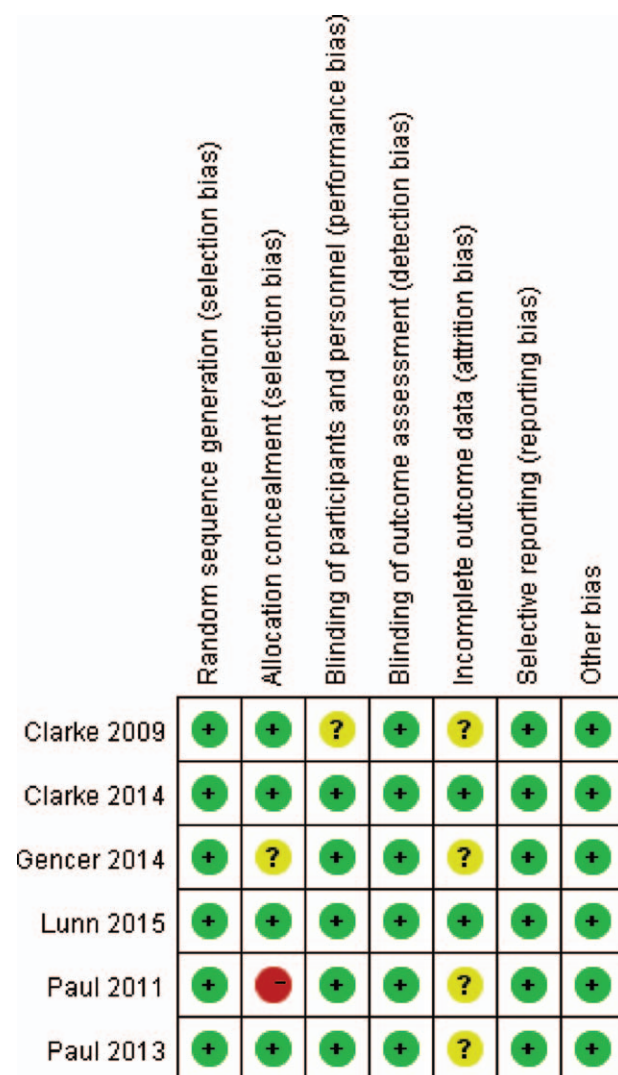 Random sequence generation (selection bias)
Allocation concealment (selection bias)
Blinding of participants and personnel (performance bias)
Blinding of outcome assessment (detection bias)
Incomplete outcome data (attrition bias)
Selective reporting (reporting bias)
Other bias
Clarke 2009 + + ? + ? + +
Clarke 2014 + + + + + + +
Gencer 2014 + ? + + ? + +
Lunn 2015 + + + + + + +
Paul 2011 + - + + ? + +
Paul 2013 + + + + ? + +